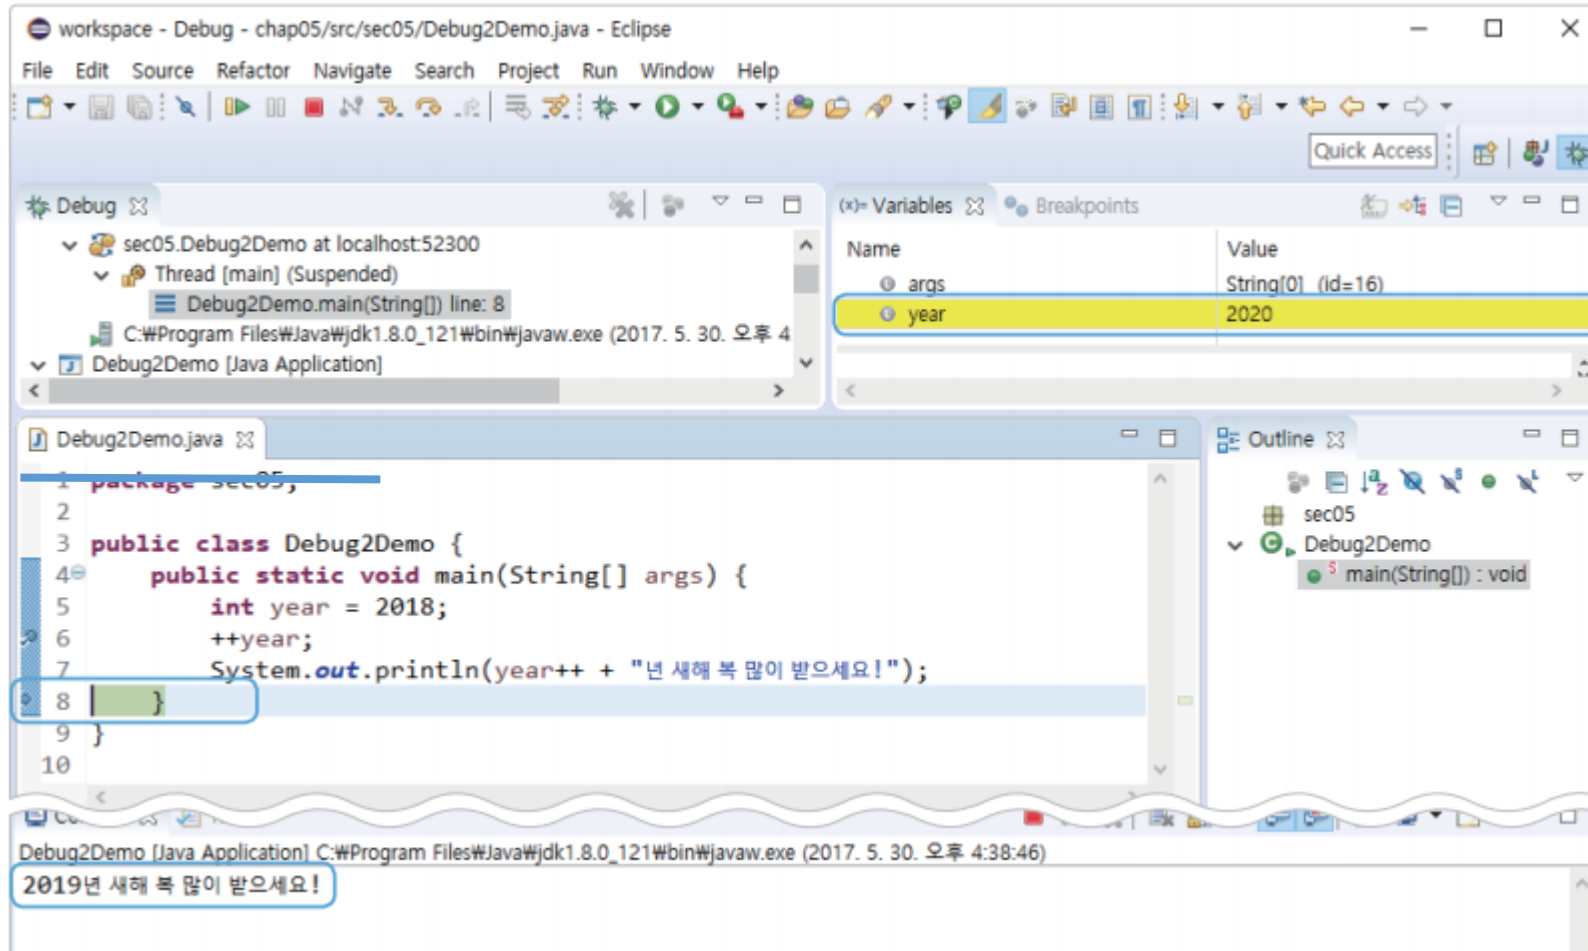 workspace - Debug - chap05/src/sec05/Debug2Demo.java - Eclipse
File Edit Source Refactor Navigate Search Project Run Window Help
Quick Access
Debug
sec05.Debug2Demo at localhost:52300
Thread [main] (Suspended)
Debug2Demo.main(String[]) line: 8
C:₩Program Files₩Java₩jdk1.8.0_121₩bin₩javaw.exe (2017. 5. 30. 오후 4
Debug2Demo [Java Application]
(x)= Variables Breakpoints
Name Value
args String[0] (id=16)
year 2020
Debug2Demo.java
1 package sec05;
2
3 public class Debug2Demo {
4 public static void main(String[] args) {
5 int year = 2018;
6 ++year;
7 System.out.println(year++ + "년 새해 복 많이 받으세요!");
8 }
9 }
10
Outline
sec05
Debug2Demo
main(String[]) : void
Debug2Demo [Java Application] C:₩Program Files₩Java₩jdk1.8.0_121₩bin₩javaw.exe (2017. 5. 30. 오후 4:38:46)
2019년 새해 복 많이 받으세요!